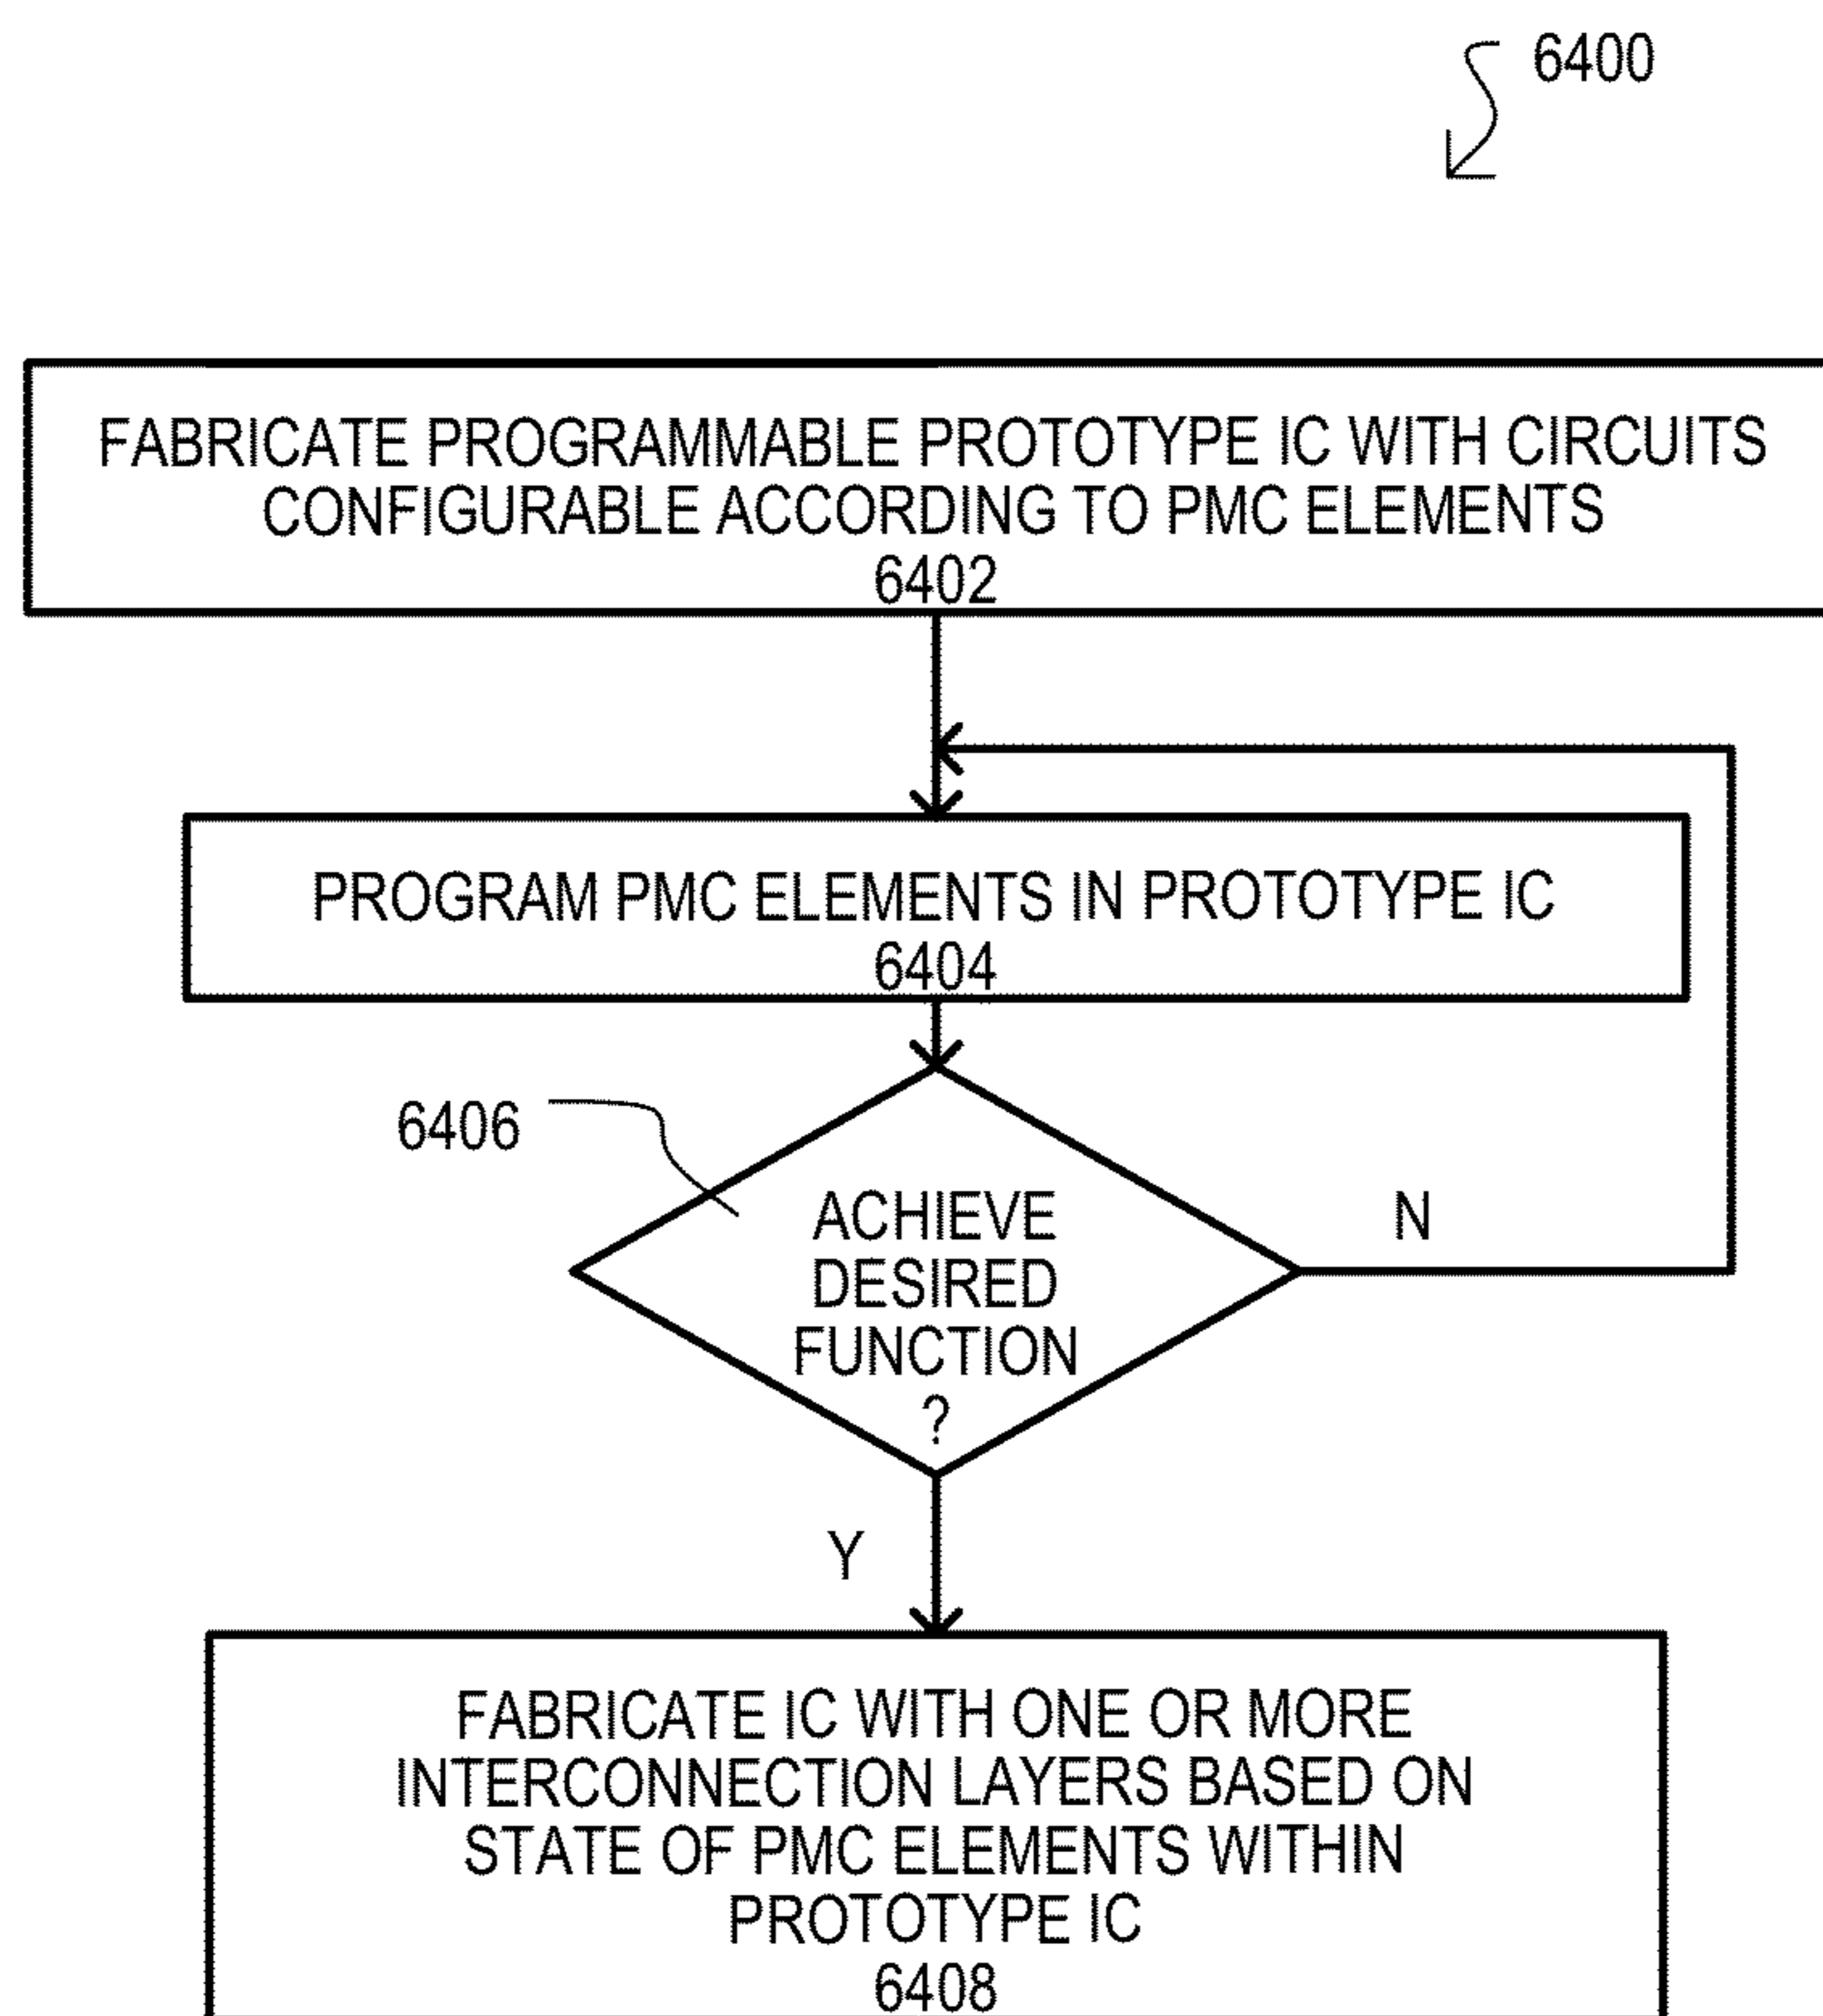 6400
FABRICATE PROGRAMMABLE PROTOTYPE IC WITH CIRCUITS
CONFIGURABLE ACCORDING TO PMC ELEMENTS
6402
PROGRAM PMC ELEMENTS IN PROTOTYPE IC
6404
6406
ACHIEVE
DESIRED
FUNCTION
?
N
Y
FABRICATE IC WITH ONE OR MORE
INTERCONNECTION LAYERS BASED ON
STATE OF PMC ELEMENTS WITHIN
PROTOTYPE IC
6408